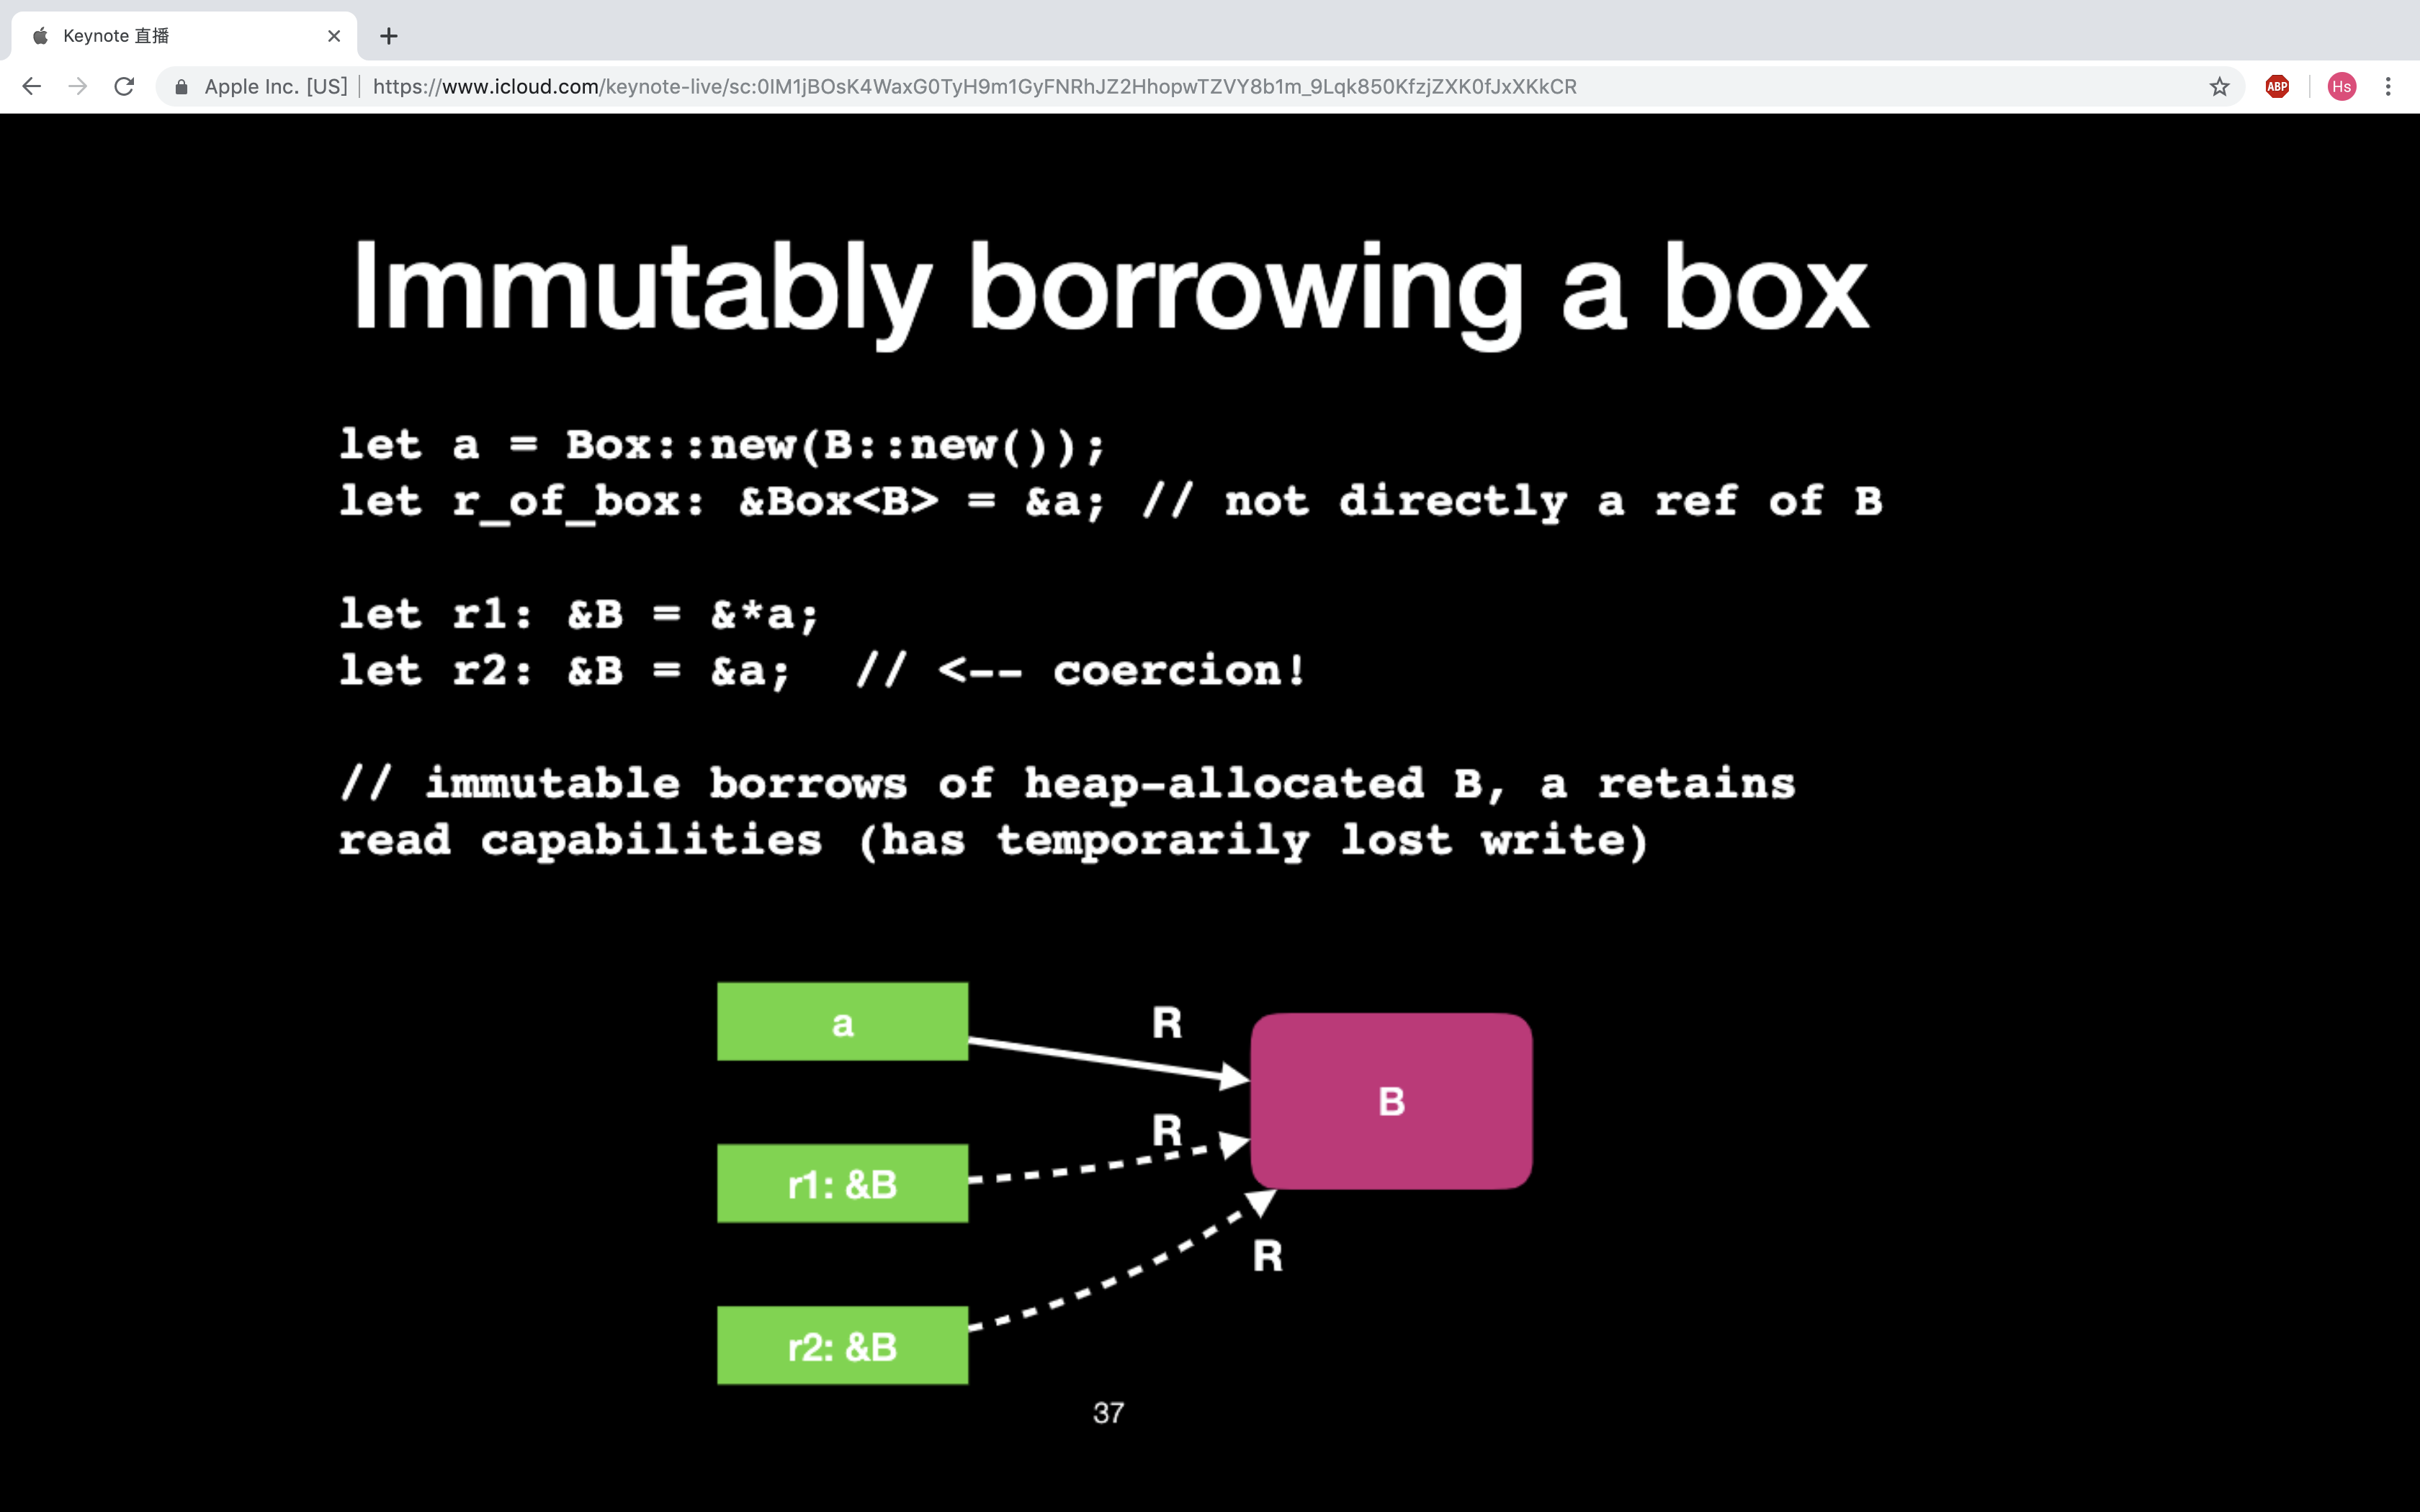 Keynote 直播
Apple Inc. [US] | https://www.icloud.com/keynote-live/sc:0IM1jBOsK4WaxG0TyH9m1GyFNRhJZ2HhopwTZVY8b1m_9Lqk850KfzjZXK0fJxXKkCR
ABP
Hs
Immutably borrowing a box
let a = Box::new(B::new());
let r_of_box: &Box<B> = &a; // not directly a ref of B
let r1: &B = &*a;
let r2: &B = &a;  // <-- coercion!
// immutable borrows of heap-allocated B, a retains
read capabilities (has temporarily lost write)
a
R
B
R
r1: &B
R
r2: &B
37